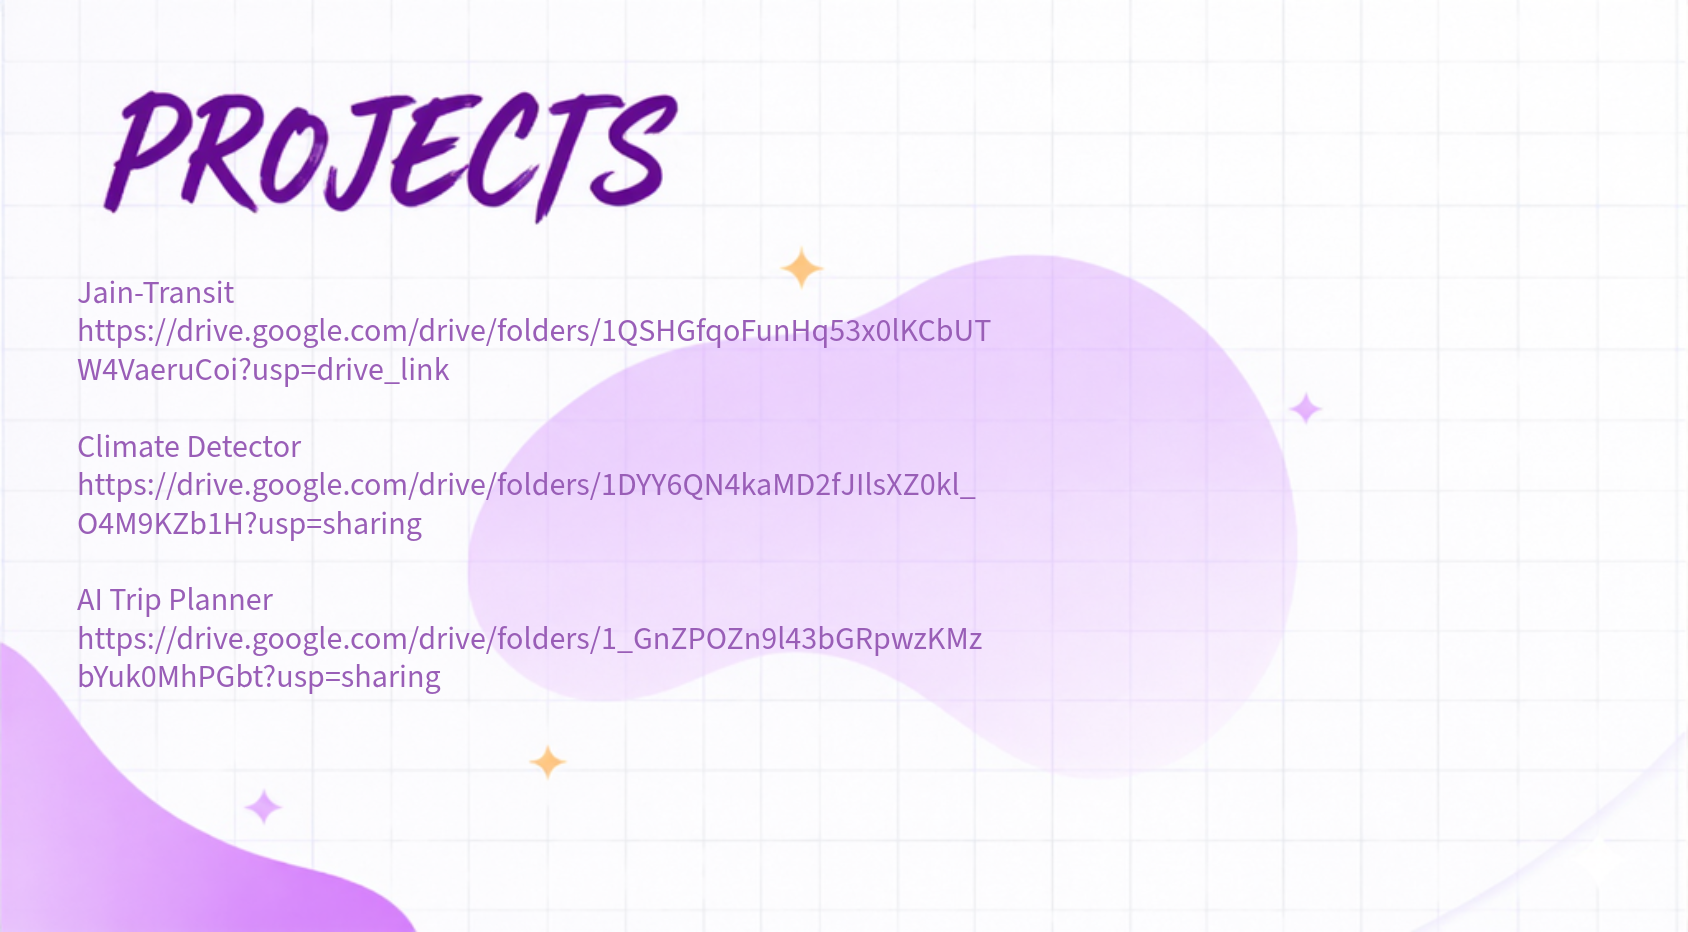 PROJECTS
Jain-Transit
https://drive.google.com/drive/folders/1QSHGfqoFunHq53x0lKCbUT
W4VaeruCoi?usp=drive_link
Climate Detector
https://drive.google.com/drive/folders/1DYY6QN4kaMD2fJIlsXZ0kl_
O4M9KZb1H?usp=sharing
AI Trip Planner
https://drive.google.com/drive/folders/1_GnZPOZn9l43bGRpwzKMz
bYuk0MhPGbt?usp=sharing